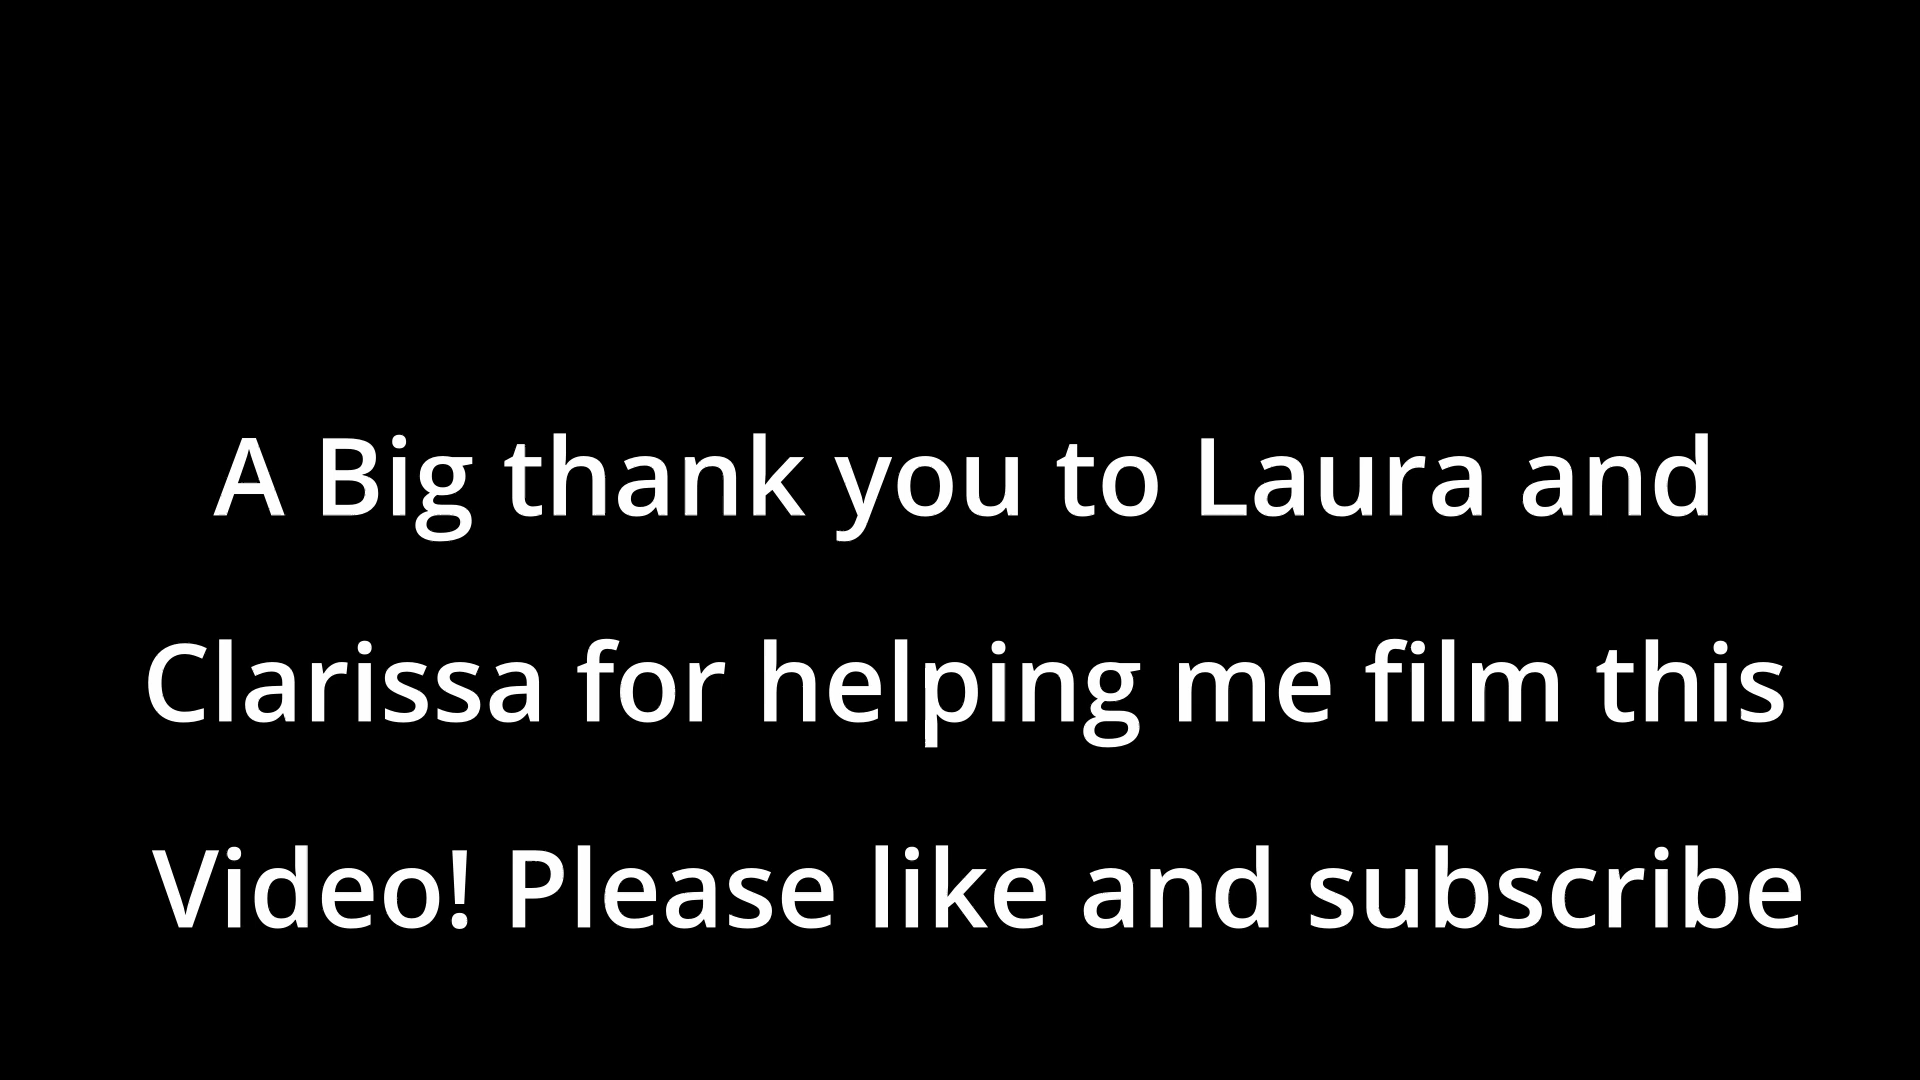 A Big thank you to Laura and
Clarissa for helping me film this
Video! Please like and subscribe